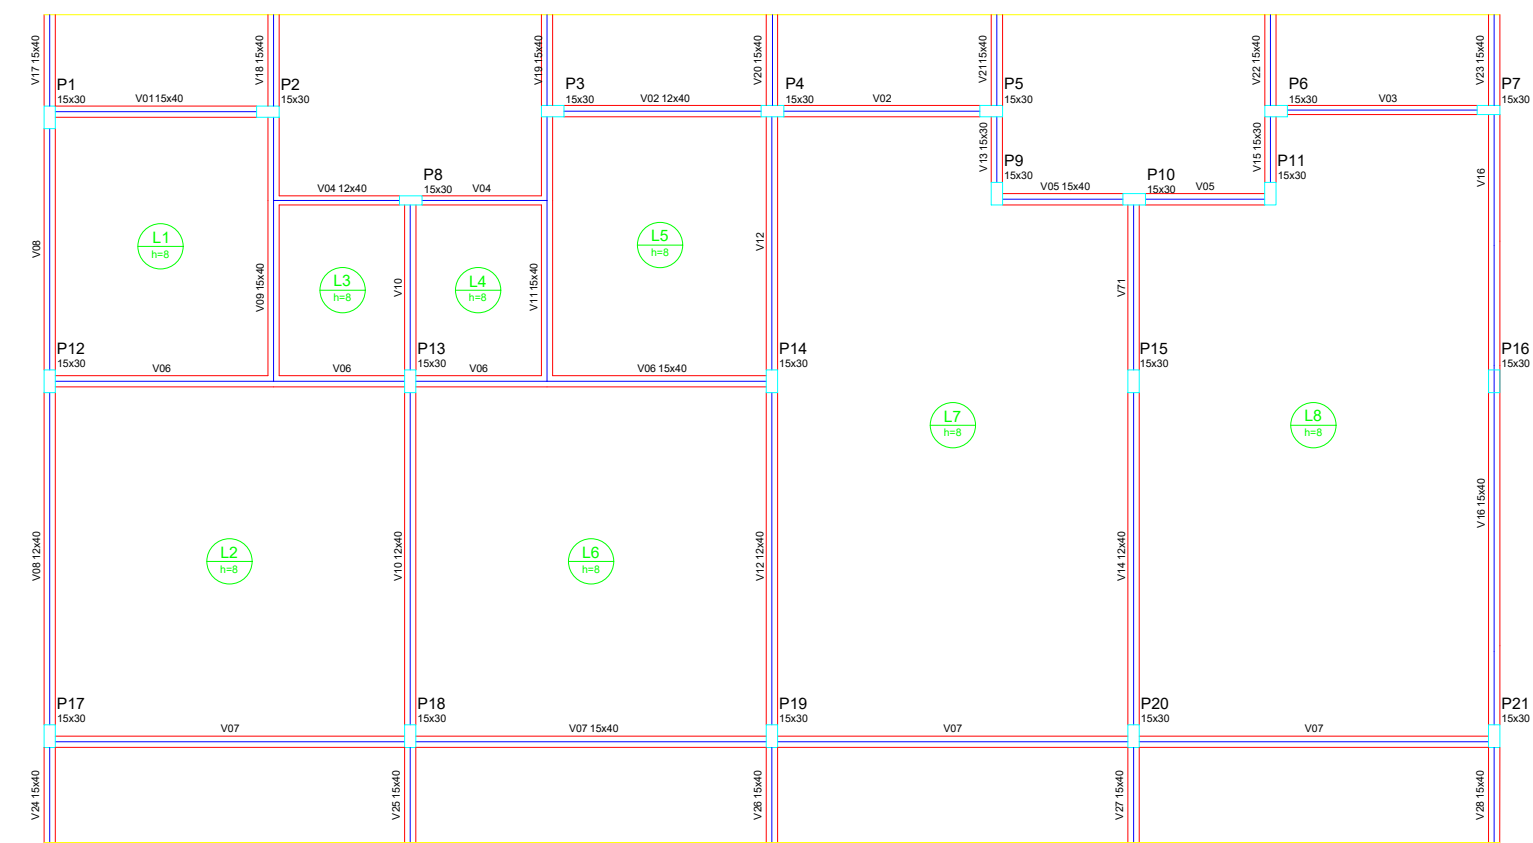 V17 15x40
V18 15x40
V19 15x40
V20 15x40
V21 15x40
V22 15x40
V23 15x40
P1
15x30
V01 15x40
P2
15x30
P3
15x30
V02 12x40
P4
15x30
V02
P5
15x30
P6
15x30
V03
P7
15x30
V13 15x30
V15 15x30
V16
P8
15x30
V04 12x40
V04
P9
15x30
V05 15x40
P10
15x30
V05
P11
15x30
V08
L1
h=8
V09 15x40
L3
h=8
V10
L4
h=8
V11 15x40
L5
h=8
V12
V71
P12
15x30
V06
V06
P13
15x30
V06
V06 15x40
P14
15x30
P15
15x30
P16
15x30
L7
h=8
L8
h=8
V16 15x40
V08 12x40
L2
h=8
V10 12x40
L6
h=8
V12 12x40
V14 12x40
P17
15x30
V07
P18
15x30
V07 15x40
P19
15x30
V07
P20
15x30
V07
P21
15x30
V24 15x40
V25 15x40
V26 15x40
V27 15x40
V28 15x40